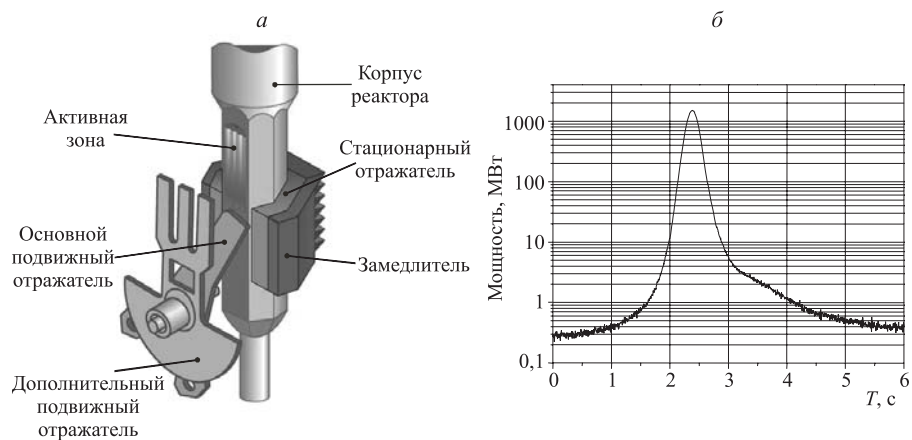 а
Корпус
реактора
Активная
зона
Стационарный
отражатель
Основной
подвижный
отражатель
Замедлитель
Дополнительный
подвижный
отражатель
б
Мощность, МВт
1000
100
10
1
0,1
0 1 2 3 4 5 6
T, с